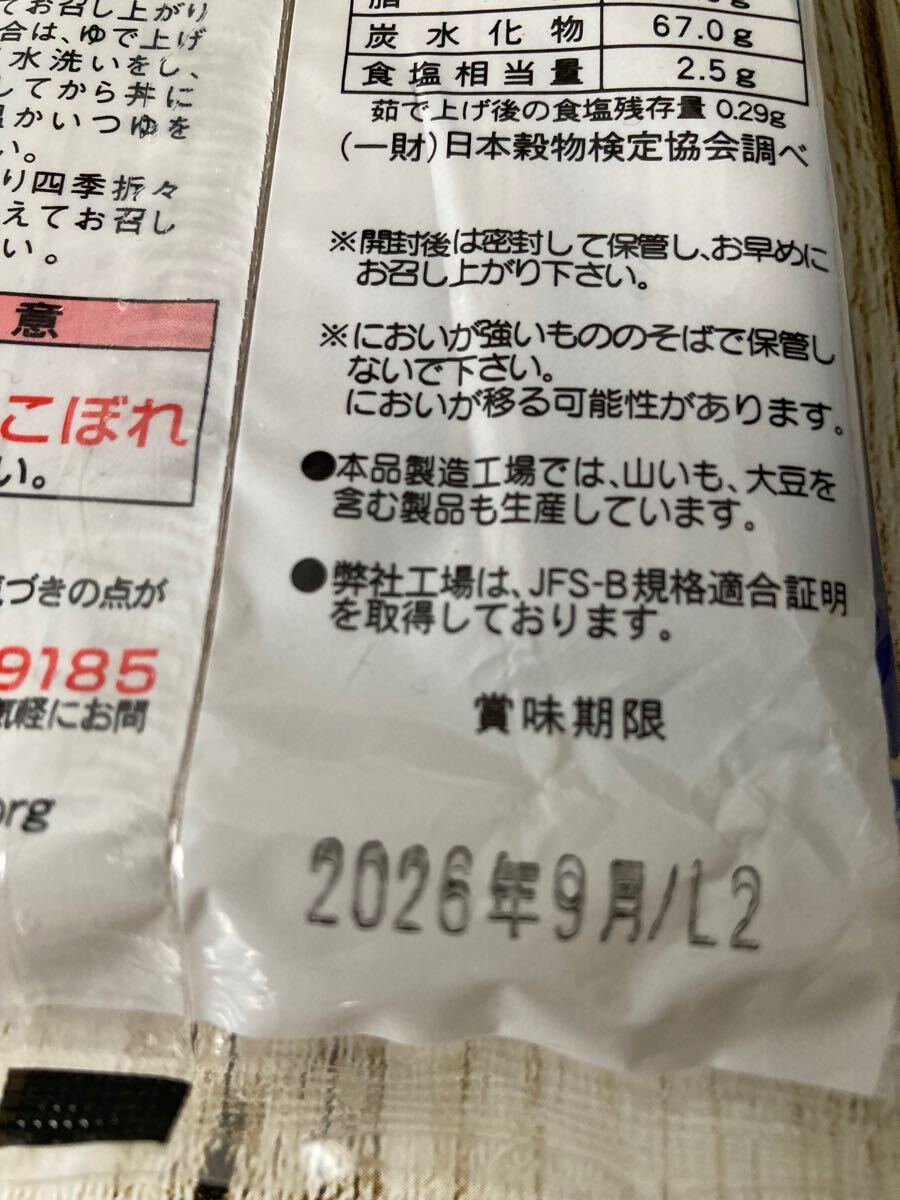 てお召し上がり
合は、ゆで上げ
水洗いをし、
してから丼に
温かいつゆを
い。
り四季折々
えてお召し
い。
意
こぼれ
い。
づきの点が
9185
気軽にお問
org
脂
g
炭水化物 67.0g
食塩相当量 2.5g
茹で上げ後の食塩残存量 0.29g
(一財)日本穀物検定協会調べ
※開封後は密封して保管し、お早めに
お召し上がり下さい。
※においが強いもののそばで保管し
ないで下さい。
においが移る可能性があります。
●本品製造工場では、山いも、大豆を
含む製品も生産しています。
●弊社工場は、JFS-B規格適合証明
を取得しております。
賞味期限
2026年9月/L2